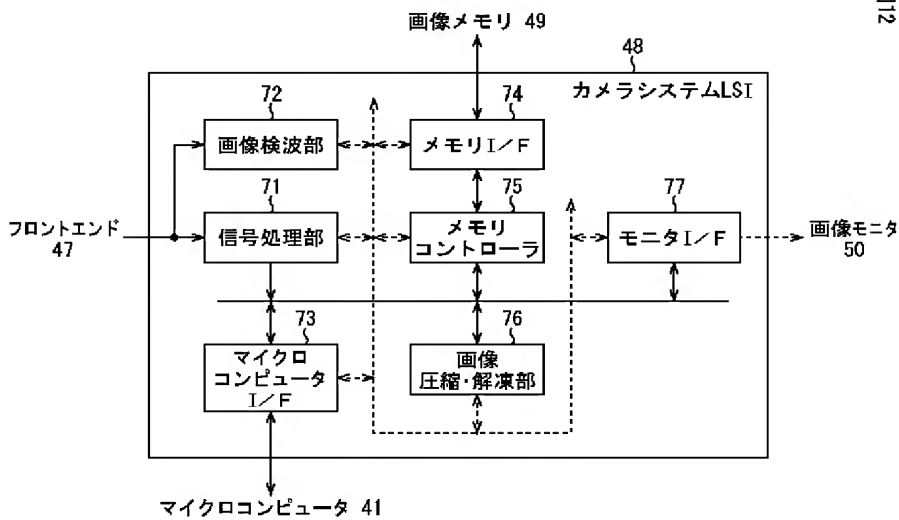 図12
画像メモリ 49
48
カメラシステムLSI
72
画像検波部
74
メモリI/F
71
信号処理部
75
メモリ
コントローラ
77
モニタI/F
フロントエンド
47
画像モニタ
50
73
マイクロ
コンピュータ
I/F
76
画像
圧縮・解凍部
マイクロコンピュータ 41